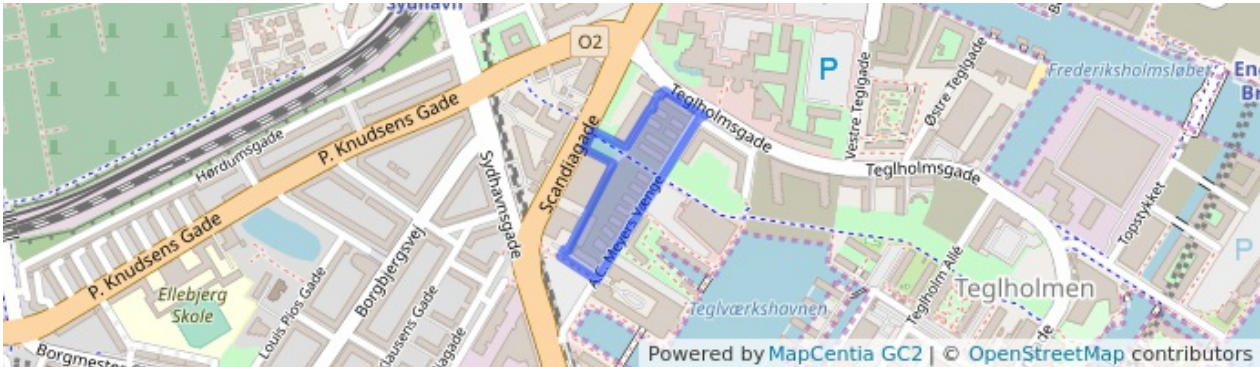 Sydhavn
O2
P
Teglholmsgade
Vestre Teglgade
Østre Teglgade
Frederiksholmsløbet
Hørdumsgade
P. Knudsens Gade
Scandiagade
Sydhavnsgade
Teglholmsgade
A.C. Meyers Vænge
Topstykket
P. Knudsens Gade
Borgbjergsvej
P
Ellebjerg
Skole
Louis Pios Gade
Teglholm Allé
Teglholmen
Teglværkshavnen
Powered by MapCentia GC2 | © OpenStreetMap contributors